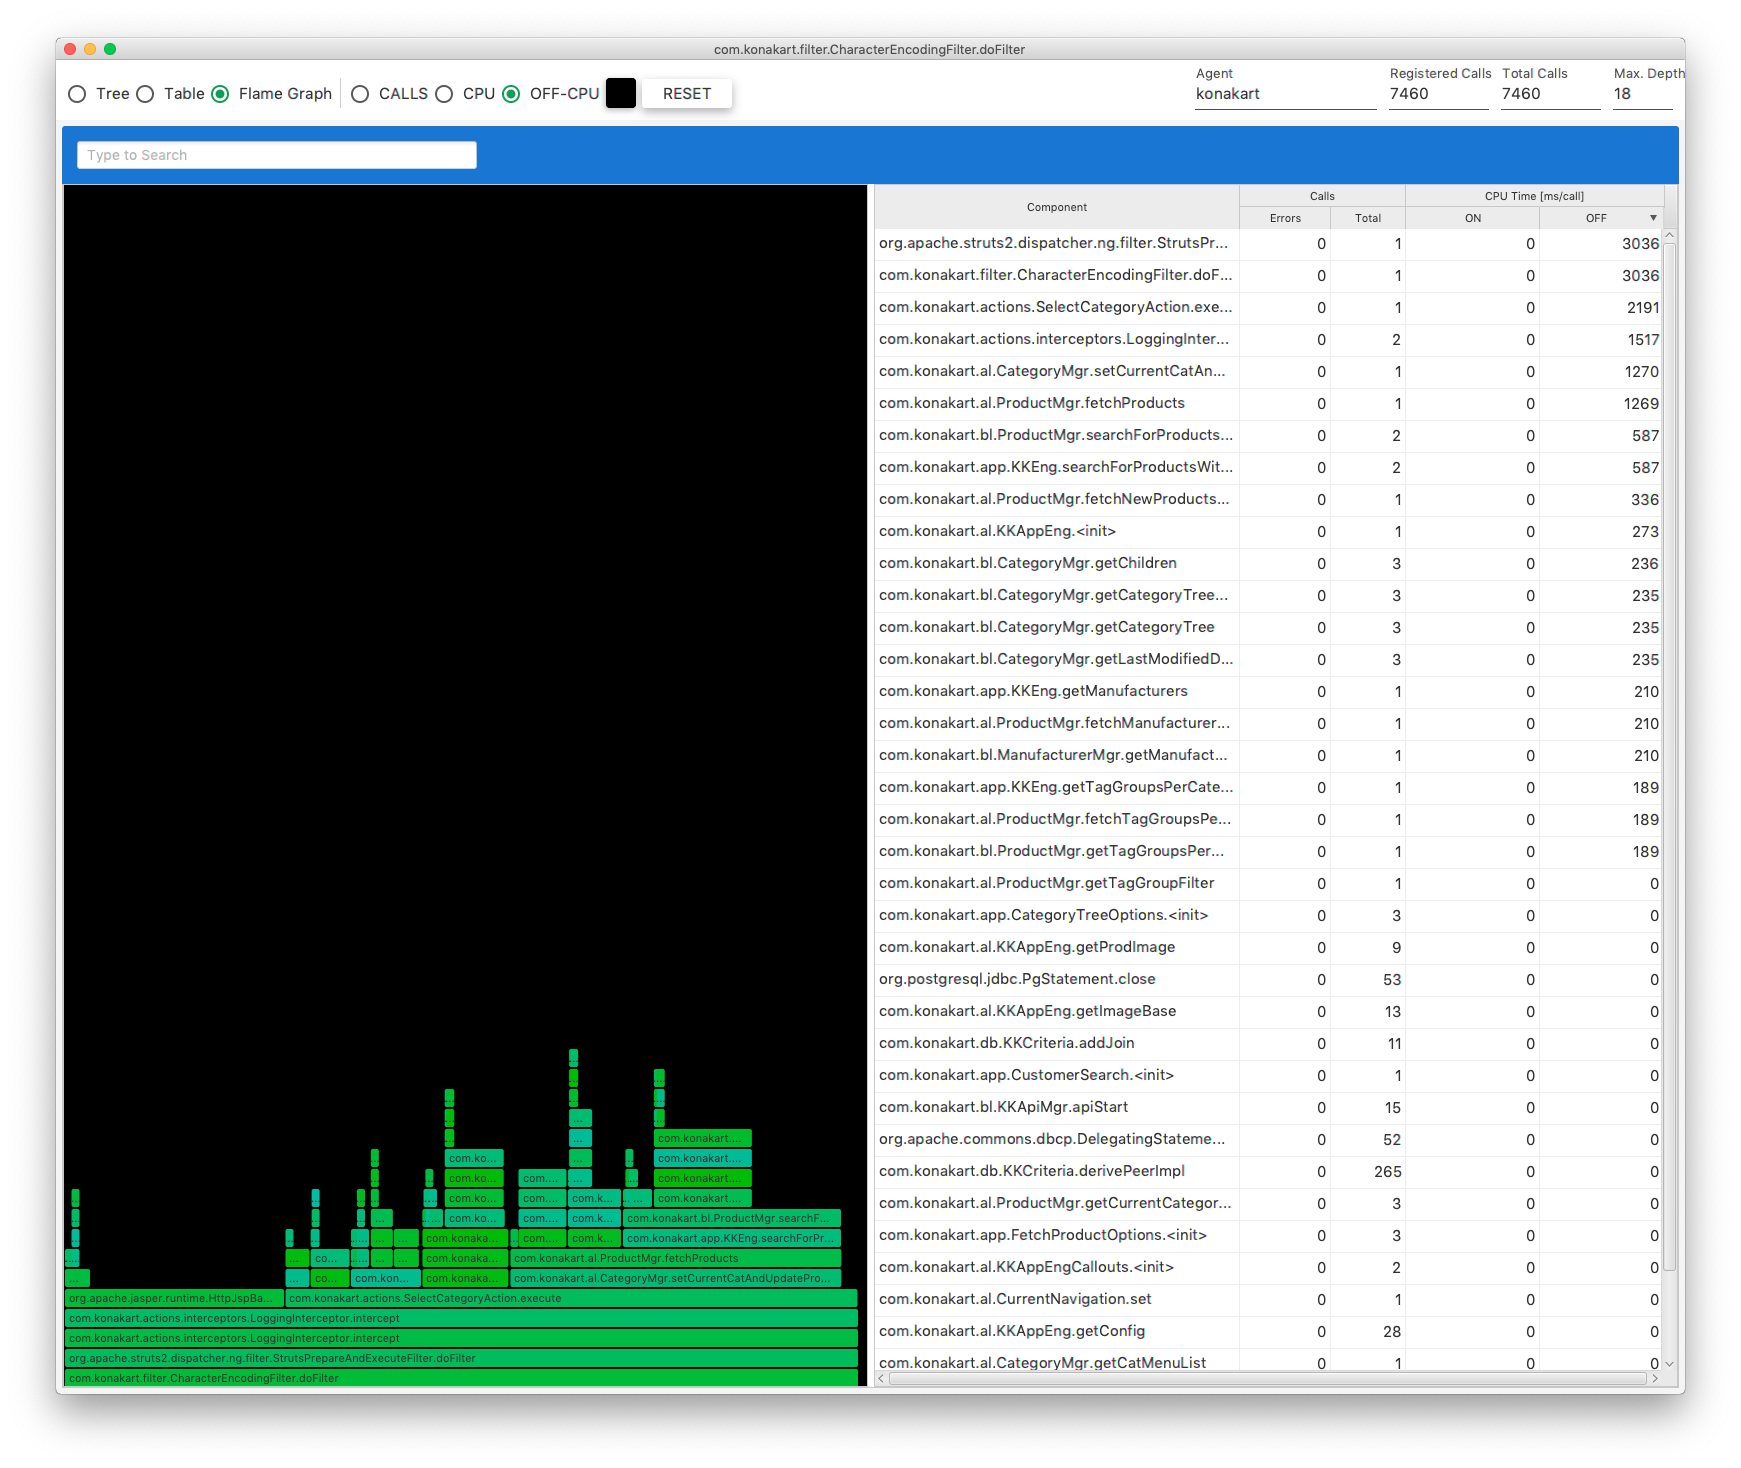 com.konakart.filter.CharacterEncodingFilter.doFilter
Tree Table Flame Graph CALLS CPU OFF-CPU RESET
Agent Registered Calls Total Calls Max. Depth
konakart 7460 7460 18
Type to Search
Component Calls CPU Time [ms/call]
Errors Total ON OFF
org.apache.struts2.dispatcher.ng.filter.StrutsPr... 0 1 0 3036
com.konakart.filter.CharacterEncodingFilter.doF... 0 1 0 3036
com.konakart.actions.SelectCategoryAction.exe... 0 1 0 2191
com.konakart.actions.interceptors.LoggingInter... 0 2 0 1517
com.konakart.al.CategoryMgr.setCurrentCatAn... 0 1 0 1270
com.konakart.al.ProductMgr.fetchProducts 0 1 0 1269
com.konakart.bl.ProductMgr.searchForProducts... 0 2 0 587
com.konakart.app.KKEng.searchForProductsWit... 0 2 0 587
com.konakart.al.ProductMgr.fetchNewProducts... 0 1 0 336
com.konakart.al.KKAppEng.<init> 0 1 0 273
com.konakart.bl.CategoryMgr.getChildren 0 3 0 236
com.konakart.bl.CategoryMgr.getCategoryTree... 0 3 0 235
com.konakart.bl.CategoryMgr.getCategoryTree 0 3 0 235
com.konakart.bl.CategoryMgr.getLastModifiedD... 0 3 0 235
com.konakart.app.KKEng.getManufacturers 0 1 0 210
com.konakart.al.ProductMgr.fetchManufacturer... 0 1 0 210
com.konakart.bl.ManufacturerMgr.getManufact... 0 1 0 210
com.konakart.app.KKEng.getTagGroupsPerCate... 0 1 0 189
com.konakart.al.ProductMgr.fetchTagGroupsPe... 0 1 0 189
com.konakart.bl.ProductMgr.getTagGroupsPer... 0 1 0 189
com.konakart.al.ProductMgr.getTagGroupFilter 0 1 0 0
com.konakart.app.CategoryTreeOptions.<init> 0 3 0 0
com.konakart.al.KKAppEng.getProdImage 0 9 0 0
org.postgresql.jdbc.PgStatement.close 0 53 0 0
com.konakart.al.KKAppEng.getImageBase 0 13 0 0
com.konakart.db.KKCriteria.addJoin 0 11 0 0
com.konakart.app.CustomerSearch.<init> 0 1 0 0
com.konakart.bl.KKApiMgr.apiStart 0 15 0 0
org.apache.commons.dbcp.DelegatingStateme... 0 52 0 0
com.konakart.db.KKCriteria.derivePeerImpl 0 265 0 0
com.konakart.al.ProductMgr.getCurrentCategor... 0 3 0 0
com.konakart.app.FetchProductOptions.<init> 0 3 0 0
com.konakart.al.KKAppEngCallouts.<init> 0 2 0 0
com.konakart.al.CurrentNavigation.set 0 1 0 0
com.konakart.al.KKAppEng.getConfig 0 28 0 0
com.konakart.al.CategoryMgr.getCatMenuList 0 1 0 0
... 
... com.konakart....
com.ko... ... com.konakart....
com.ko... com.... ... com.konakart....
com.ko... com.... com.k... ... com.konakart....
... ... com.ko... com.... com.k... com.konakart.bl.ProductMgr.searchF...
... ... ... com.konaka... com.... com.k... com.konakart.app.KKEng.searchForPr...
... ... co... ... ... ... com.konaka... com.konakart.al.ProductMgr.fetchProducts
... ... co... com.kon... com.konaka... com.konakart.al.CategoryMgr.setCurrentCatAndUpdatePro...
org.apache.jasper.runtime.HttpJspBa... com.konakart.actions.SelectCategoryAction.execute
com.konakart.actions.interceptors.LoggingInterceptor.intercept
com.konakart.actions.interceptors.LoggingInterceptor.intercept
org.apache.struts2.dispatcher.ng.filter.StrutsPrepareAndExecuteFilter.doFilter
com.konakart.filter.CharacterEncodingFilter.doFilter